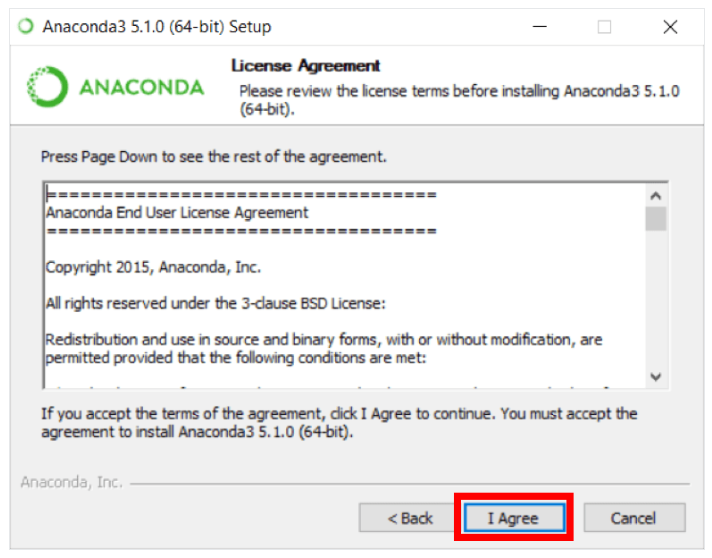 Anaconda3 5.1.0 (64-bit) Setup
ANACONDA
License Agreement
Please review the license terms before installing Anaconda3 5.1.0
(64-bit).
Press Page Down to see the rest of the agreement.
=====================================
Anaconda End User License Agreement
=====================================
Copyright 2015, Anaconda, Inc.
All rights reserved under the 3-clause BSD License:
Redistribution and use in source and binary forms, with or without modification, are
permitted provided that the following conditions are met:
If you accept the terms of the agreement, click I Agree to continue. You must accept the
agreement to install Anaconda3 5.1.0 (64-bit).
Anaconda, Inc.
< Back
I Agree
Cancel